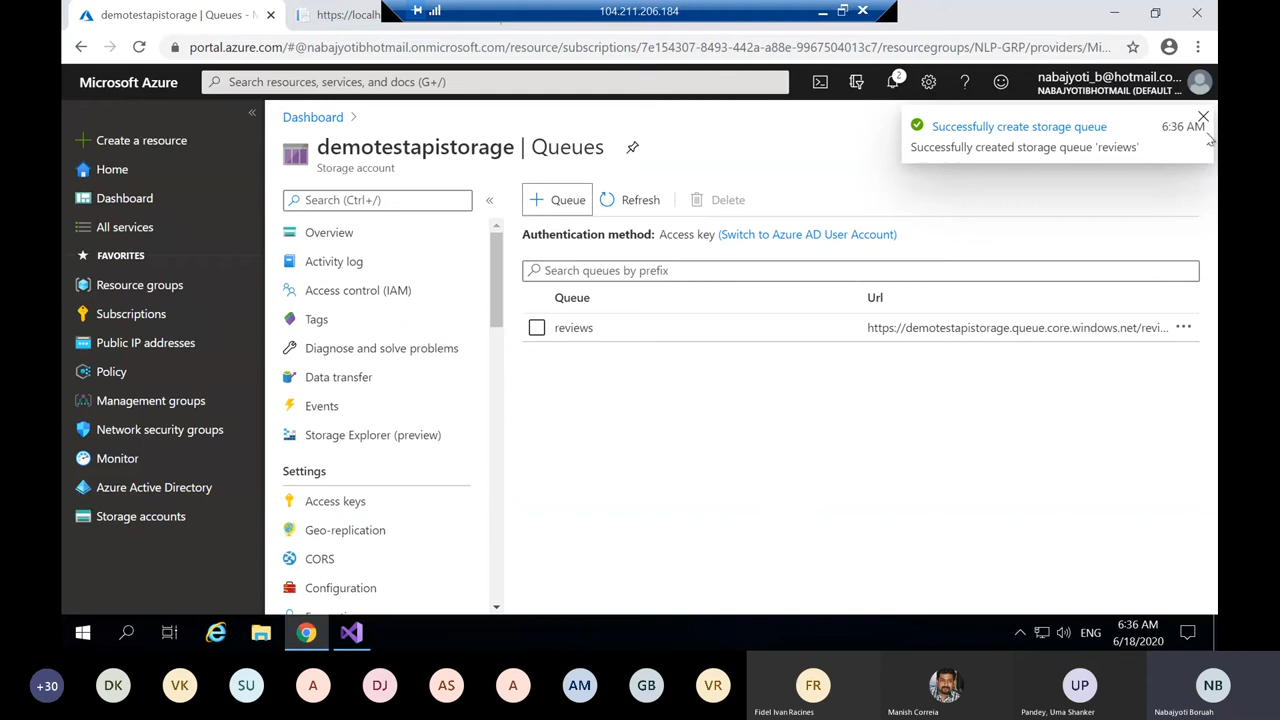 demotestapistorage | Queues - M
https://localh
104.211.206.184
portal.azure.com/#@nabajyotibhotmail.onmicrosoft.com/resource/subscriptions/7e154307-8493-442a-a88e-9967504013c7/resourcegroups/NLP-GRP/providers/Mi...
Microsoft Azure
Search resources, services, and docs (G+/)
2
nabajyoti_b@hotmail.co...
NABAJYOTIBHOTMAIL (DEFAULT ...
Create a resource
Home
Dashboard
All services
FAVORITES
Resource groups
Subscriptions
Public IP addresses
Policy
Management groups
Network security groups
Monitor
Azure Active Directory
Storage accounts
Dashboard
demotestapistorage | Queues
Storage account
Successfully create storage queue 6:36 AM
Successfully created storage queue 'reviews'
Search (Ctrl+/)
Overview
Activity log
Access control (IAM)
Tags
Diagnose and solve problems
Data transfer
Events
Storage Explorer (preview)
Settings
Access keys
Geo-replication
CORS
Configuration
Queue Refresh Delete
Authentication method: Access key (Switch to Azure AD User Account)
Search queues by prefix
Queue Url
reviews https://demotestapistorage.queue.core.windows.net/revi...
ENG
6:36 AM
6/18/2020
+30
DK
VK
SU
A
DJ
AS
A
AM
GB
VR
FR
Fidel Ivan Racines
Manish Correia
UP
Pandey, Uma Shanker
NB
Nabajyoti Boruah